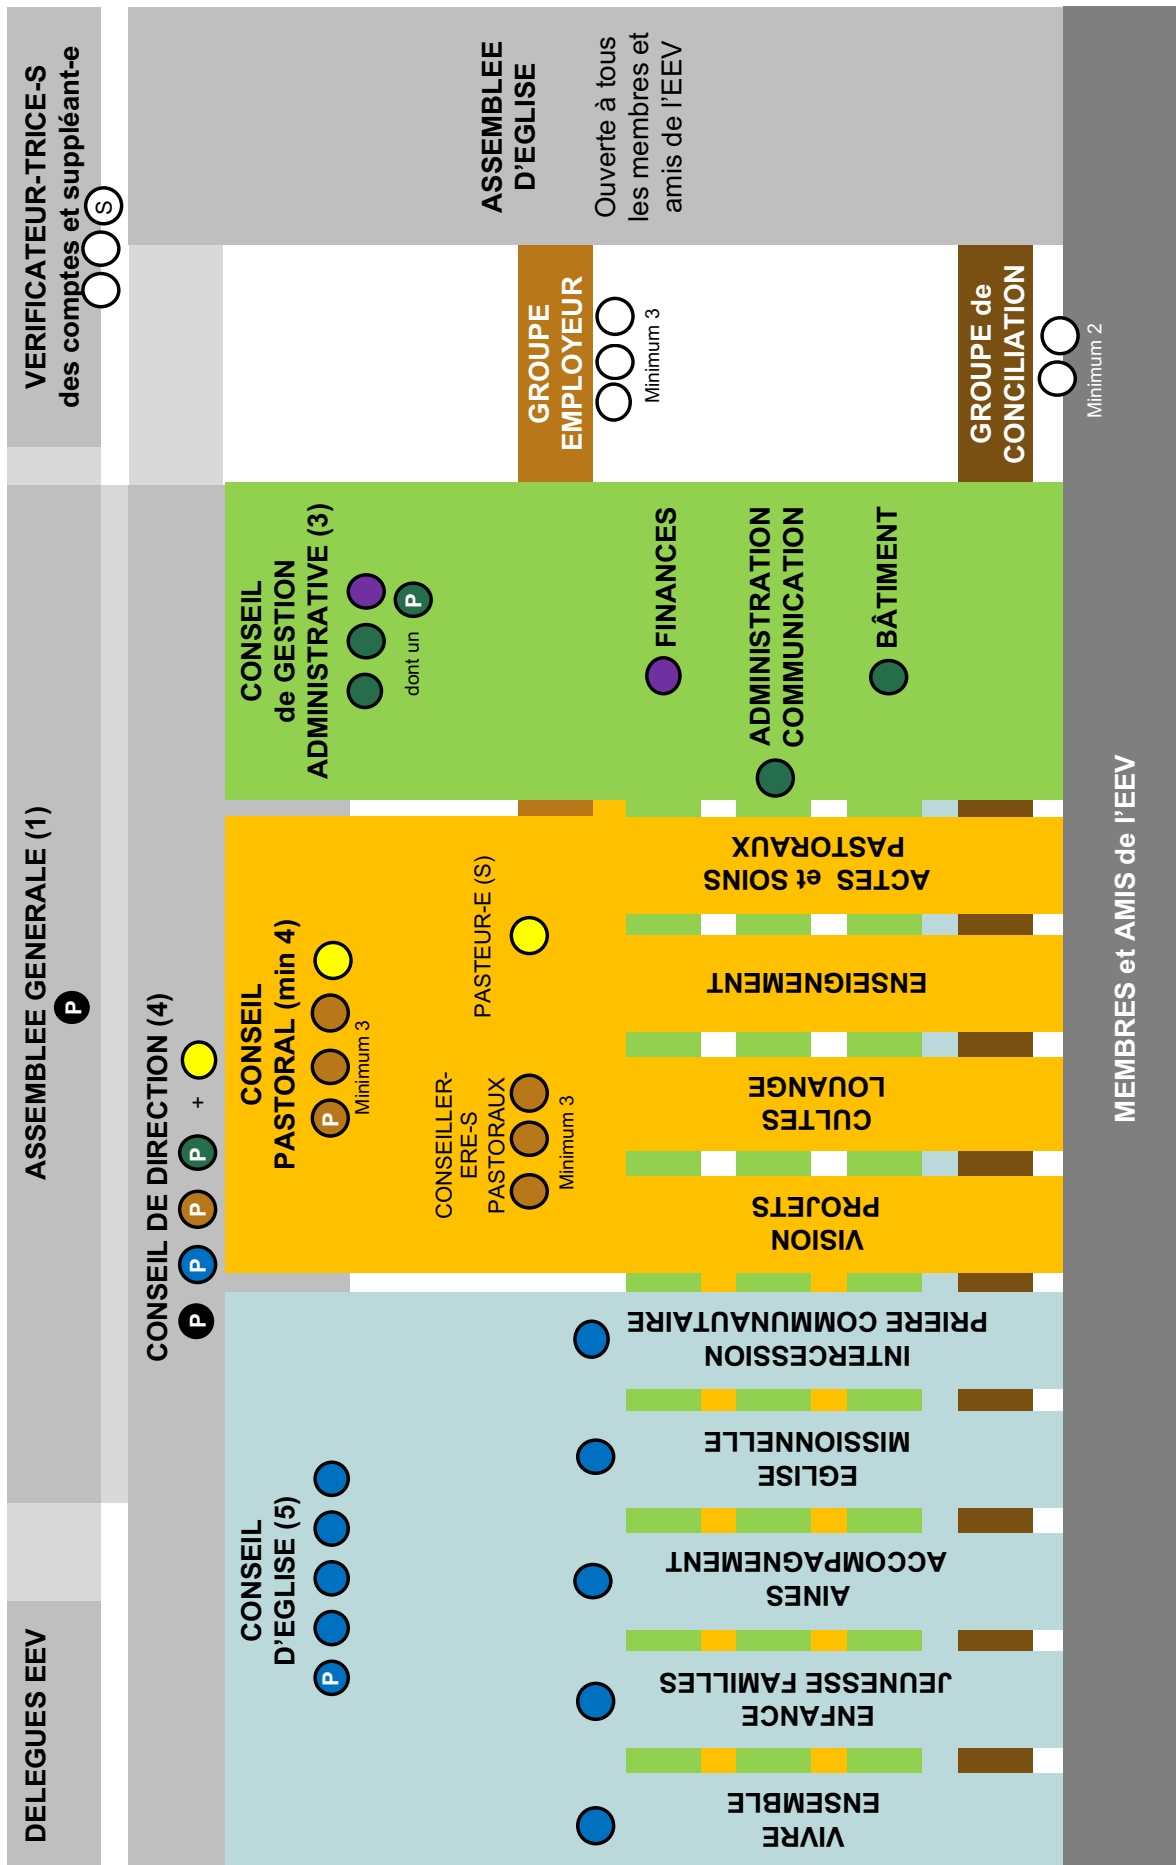 DELEGUES EEV
ASSEMBLEE GENERALE (1)
P
VERIFICATEUR-TRICE-S
des comptes et suppléant-e
S
CONSEIL DE DIRECTION (4)
P
P
P
P
+
CONSEIL
D'EGLISE (5)
P
CONSEIL
PASTORAL (min 4)
P
Minimum 3
CONSEILLER-
ERE-S
PASTORAUX
Minimum 3
PASTEUR-E (S)
CONSEIL
de GESTION
ADMINISTRATIVE (3)
dont un
P
FINANCES
ADMINISTRATION
COMMUNICATION
BÂTIMENT
GROUPE
EMPLOYEUR
Minimum 3
GROUPE de
CONCILIATION
Minimum 2
ASSEMBLEE
D'EGLISE
Ouverte à tous
les membres et
amis de l'EEV
VIVRE
ENSEMBLE
ENFANCE
JEUNESSE FAMILLES
AINES
ACCOMPAGNEMENT
EGLISE
MISSIONNELLE
INTERCESSION
PRIERE COMMUNAUTAIRE
VISION
PROJETS
CULTES
LOUANGE
ENSEIGNEMENT
ACTES et SOINS
PASTORAUX
MEMBRES et AMIS de l'EEV